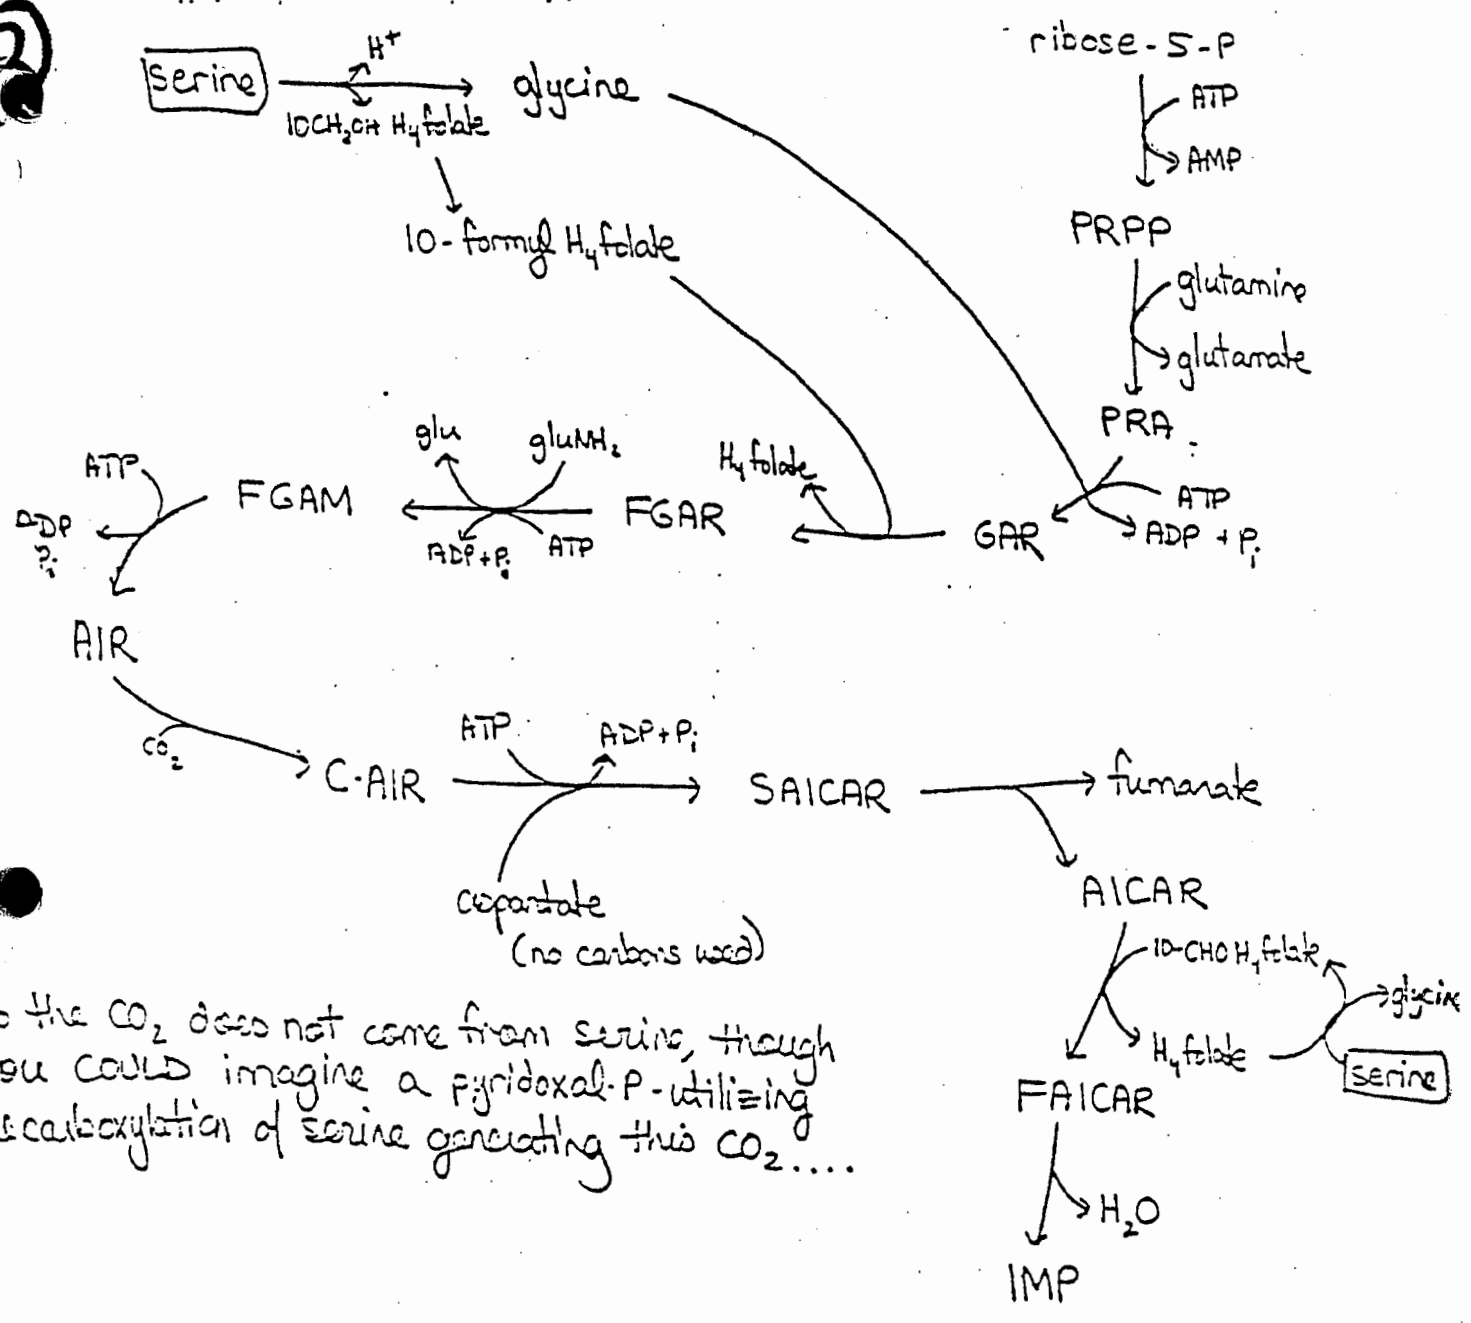 serine
H⁺
10CH₂OH H₄folate
glycine
10-formyl H₄folate
ribose-5-P
ATP
AMP
PRPP
glutamine
glutamate
PRA
ATP
ADP + Pᵢ
GAR
H₄folate
FGAR
gluNH₂
glu
ATP
ADP+Pᵢ
FGAM
ATP
ADP
Pᵢ
AIR
CO₂
C-AIR
ATP
ADP+Pᵢ
aspartate
(no carbons used)
SAICAR
fumarate
AICAR
10-CHO H₄folate
H₄folate
glycine
serine
FAICAR
H₂O
IMP
the CO₂ does not come from serine, though
COULD imagine a pyridoxal-P-utilizing
of serine generating this CO₂....